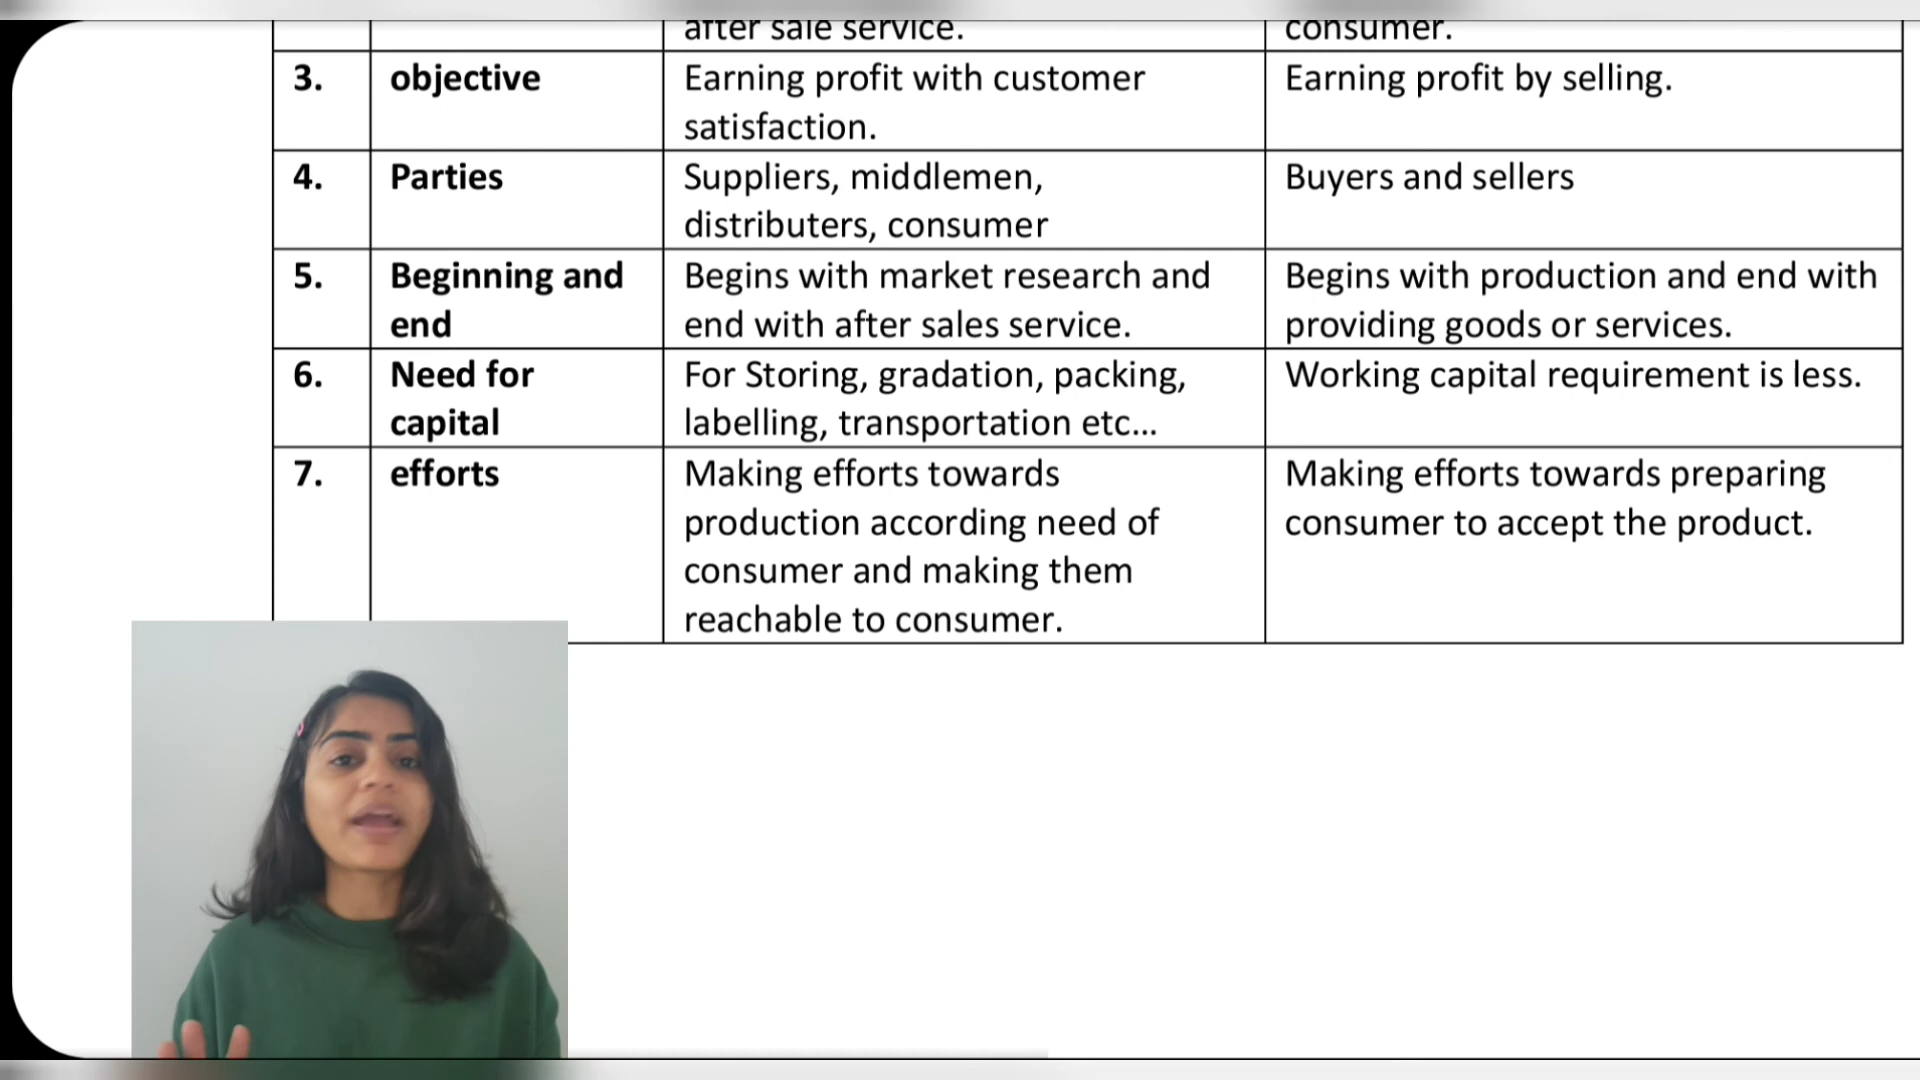 after sale service.
consumer.
3.
objective
Earning profit with customer
satisfaction.
Earning profit by selling.
4.
Parties
Suppliers, middlemen,
distributers, consumer
Buyers and sellers
5.
Beginning and
end
Begins with market research and
end with after sales service.
Begins with production and end with
providing goods or services.
6.
Need for
capital
For Storing, gradation, packing,
labelling, transportation etc...
Working capital requirement is less.
7.
efforts
Making efforts towards
production according need of
consumer and making them
reachable to consumer.
Making efforts towards preparing
consumer to accept the product.